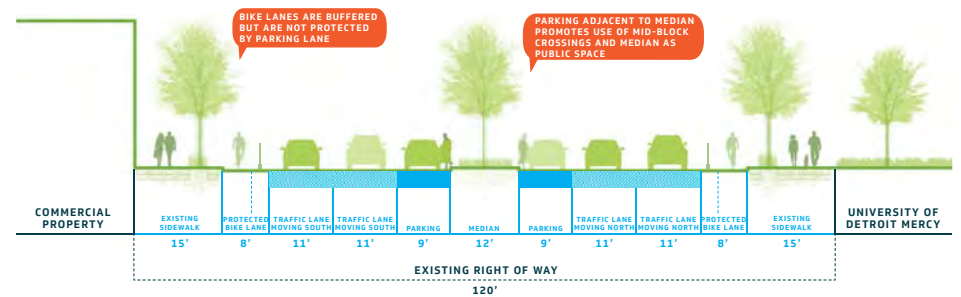 BIKE LANES ARE BUFFERED
BUT ARE NOT PROTECTED
BY PARKING LANE
PARKING ADJACENT TO MEDIAN
PROMOTES USE OF MID-BLOCK
CROSSINGS AND MEDIAN AS
PUBLIC SPACE
COMMERCIAL
PROPERTY
EXISTING
SIDEWALK
15'
PROTECTED
BIKE LANE
8'
TRAFFIC LANE
MOVING SOUTH
11'
TRAFFIC LANE
MOVING SOUTH
11'
PARKING
9'
MEDIAN
12'
PARKING
9'
TRAFFIC LANE
MOVING NORTH
11'
TRAFFIC LANE
MOVING NORTH
11'
PROTECTED
BIKE LANE
8'
EXISTING
SIDEWALK
15'
UNIVERSITY OF
DETROIT MERCY
EXISTING RIGHT OF WAY
120'